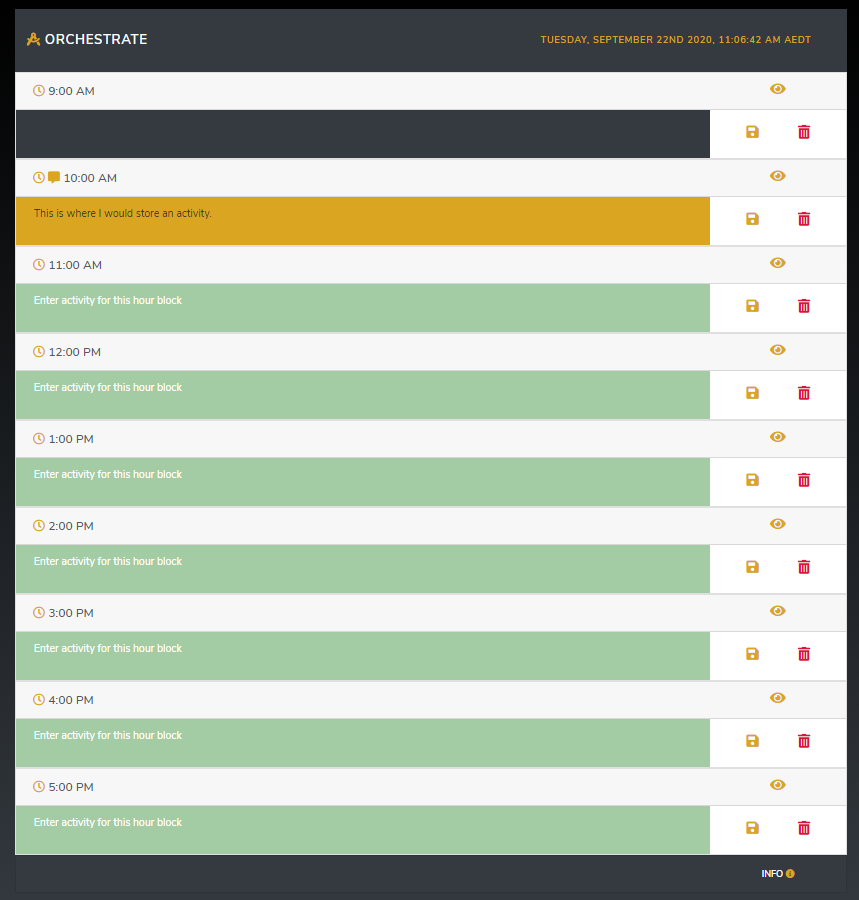 ORCHESTRATE
TUESDAY, SEPTEMBER 22ND 2020, 11:06:42 AM AEDT
9:00 AM
10:00 AM
This is where I would store an activity.
11:00 AM
Enter activity for this hour block
12:00 PM
Enter activity for this hour block
1:00 PM
Enter activity for this hour block
2:00 PM
Enter activity for this hour block
3:00 PM
Enter activity for this hour block
4:00 PM
Enter activity for this hour block
5:00 PM
Enter activity for this hour block
INFO